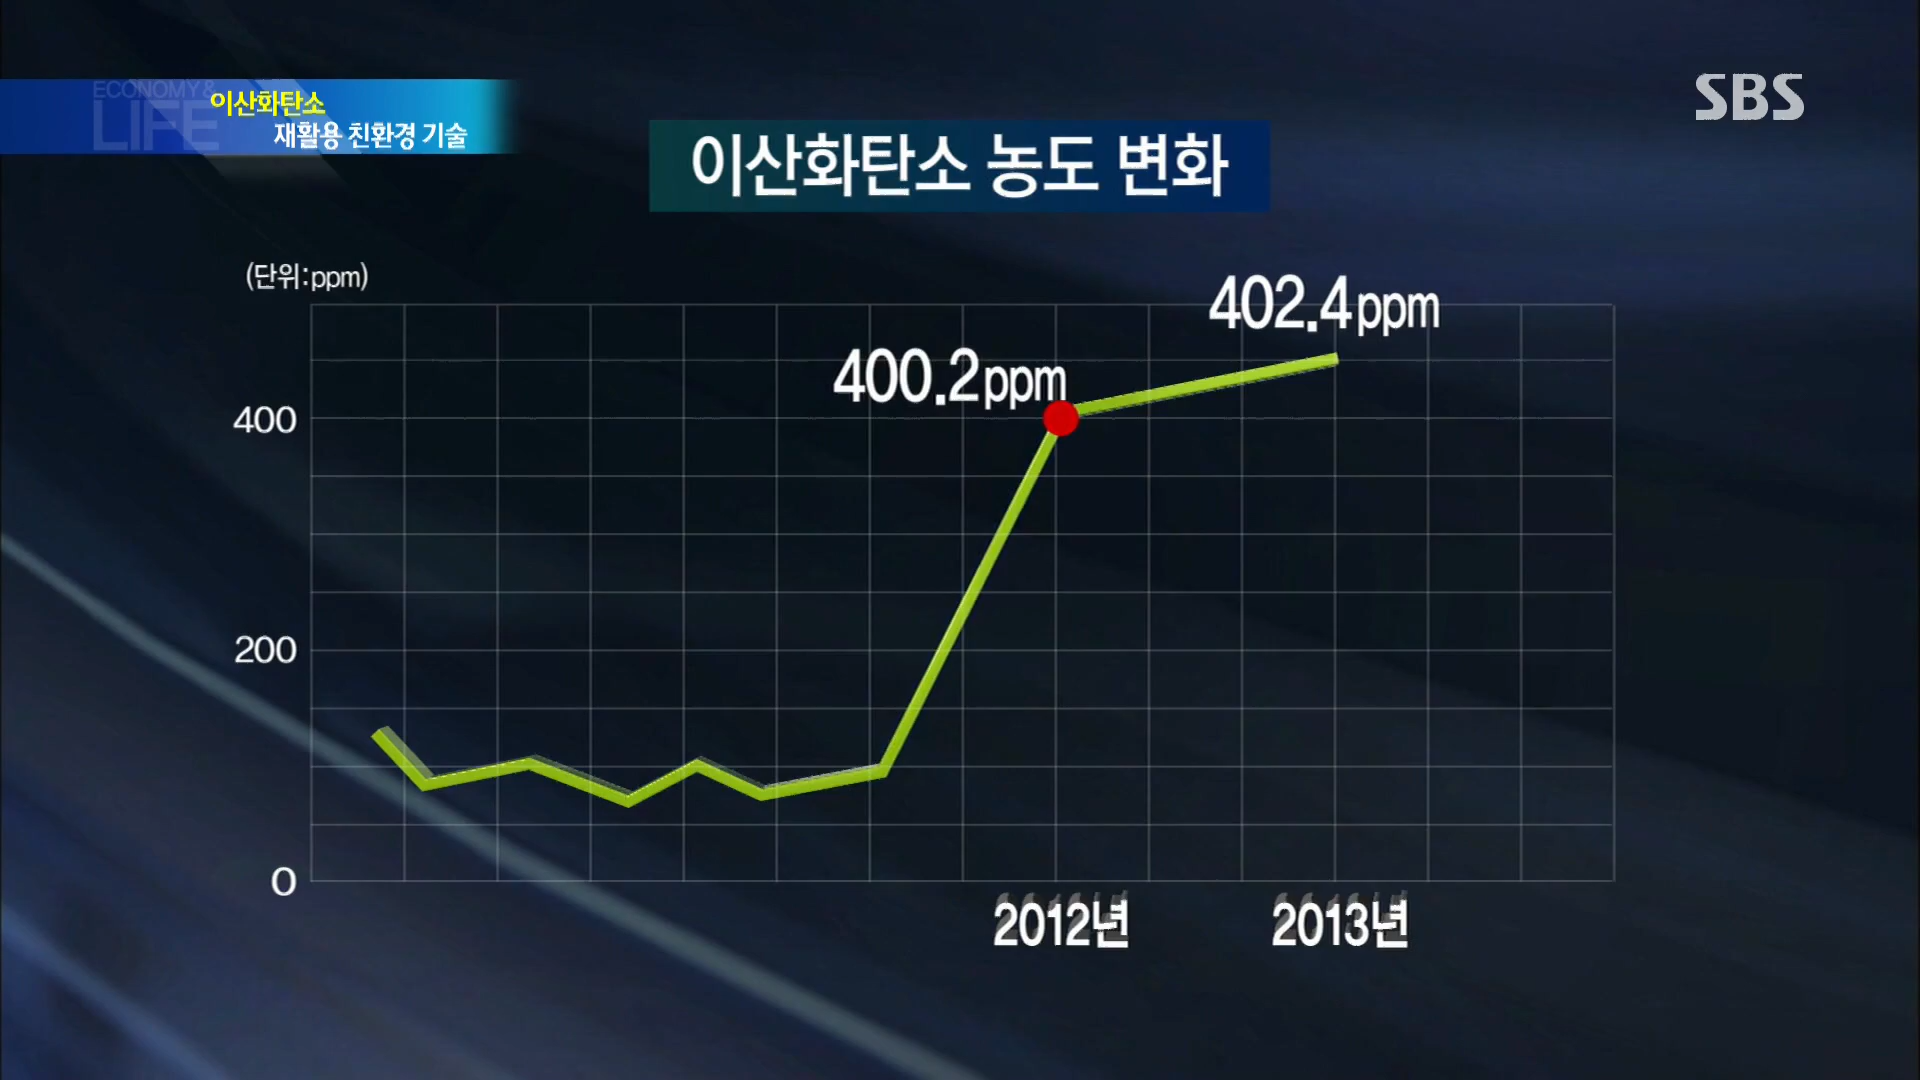 ECONOMY&
LIFE
이산화탄소
재활용 친환경 기술
SBS
이산화탄소 농도 변화
(단위:ppm)
402.4ppm
400.2ppm
400
200
0
2012년
2013년